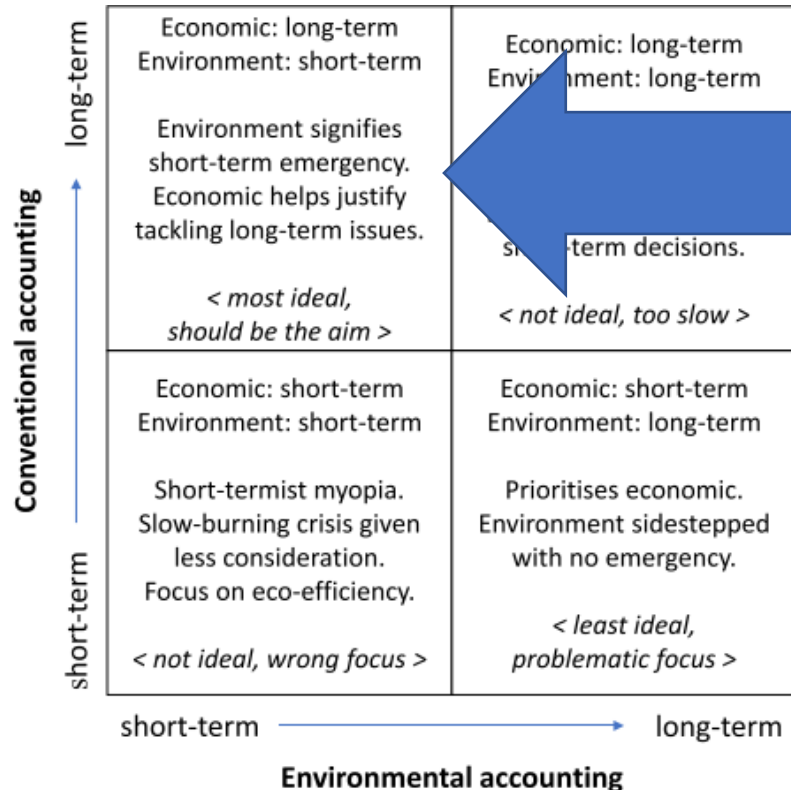 Economic: long-term
Environment: short-term
Environment signifies
short-term emergency.
Economic helps justify
tackling long-term issues.
< most ideal,
should be the aim >
Economic: long-term
long-term
decisions.
< not ideal, too slow >
Economic: short-term
Environment: short-term
Short-termist myopia.
Slow-burning crisis given
less consideration.
Focus on eco-efficiency.
< not ideal, wrong focus >
Economic: short-term
Environment: long-term
Prioritises economic.
Environment sidestepped
with no emergency.
< least ideal,
problematic focus >
Conventional accounting
long-term
short-term
short-term
long-term
Environmental accounting